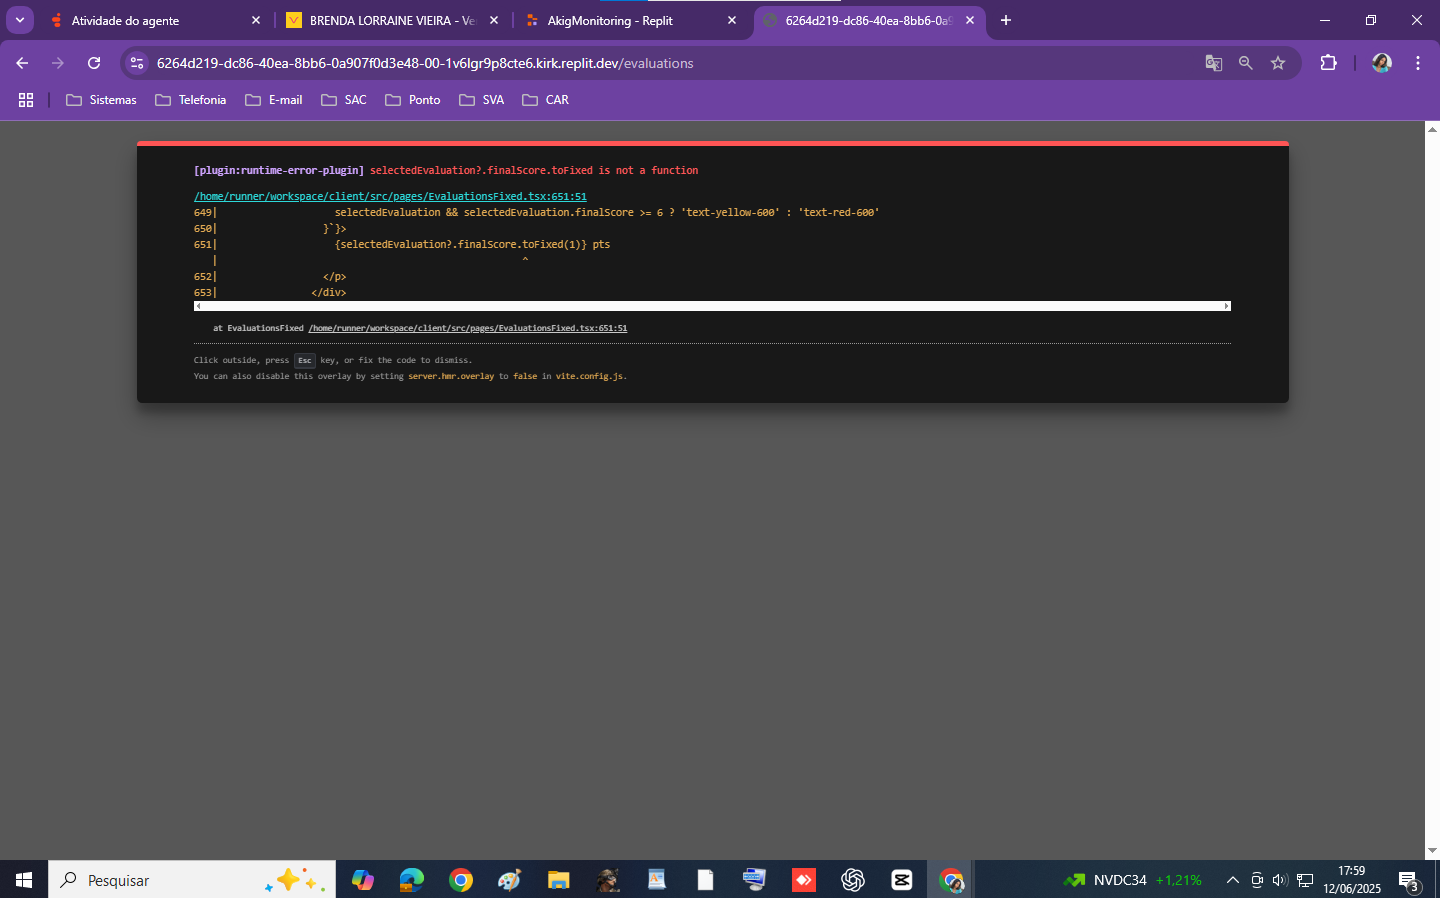 Atividade do agente
BRENDA LORRAINE VIEIRA - Ve
AkigMonitoring - Replit
6264d219-dc86-40ea-8bb6-0a9
6264d219-dc86-40ea-8bb6-0a907f0d3e48-00-1v6lgr9p8cte6.kirk.replit.dev/evaluations
Sistemas
Telefonia
E-mail
SAC
Ponto
SVA
CAR
[plugin:runtime-error-plugin] selectedEvaluation?.finalScore.toFixed is not a function
/home/runner/workspace/client/src/pages/EvaluationsFixed.tsx:651:51
649| selectedEvaluation && selectedEvaluation.finalScore >= 6 ? 'text-yellow-600' : 'text-red-600'
650| }`}>
651| {selectedEvaluation?.finalScore.toFixed(1)} pts
| ^
652| </p>
653| </div>
at EvaluationsFixed /home/runner/workspace/client/src/pages/EvaluationsFixed.tsx:651:51
Click outside, press Esc key, or fix the code to dismiss.
You can also disable this overlay by setting server.hmr.overlay to false in vite.config.js.
Pesquisar
NVDC34 +1,21%
17:59
12/06/2025
3